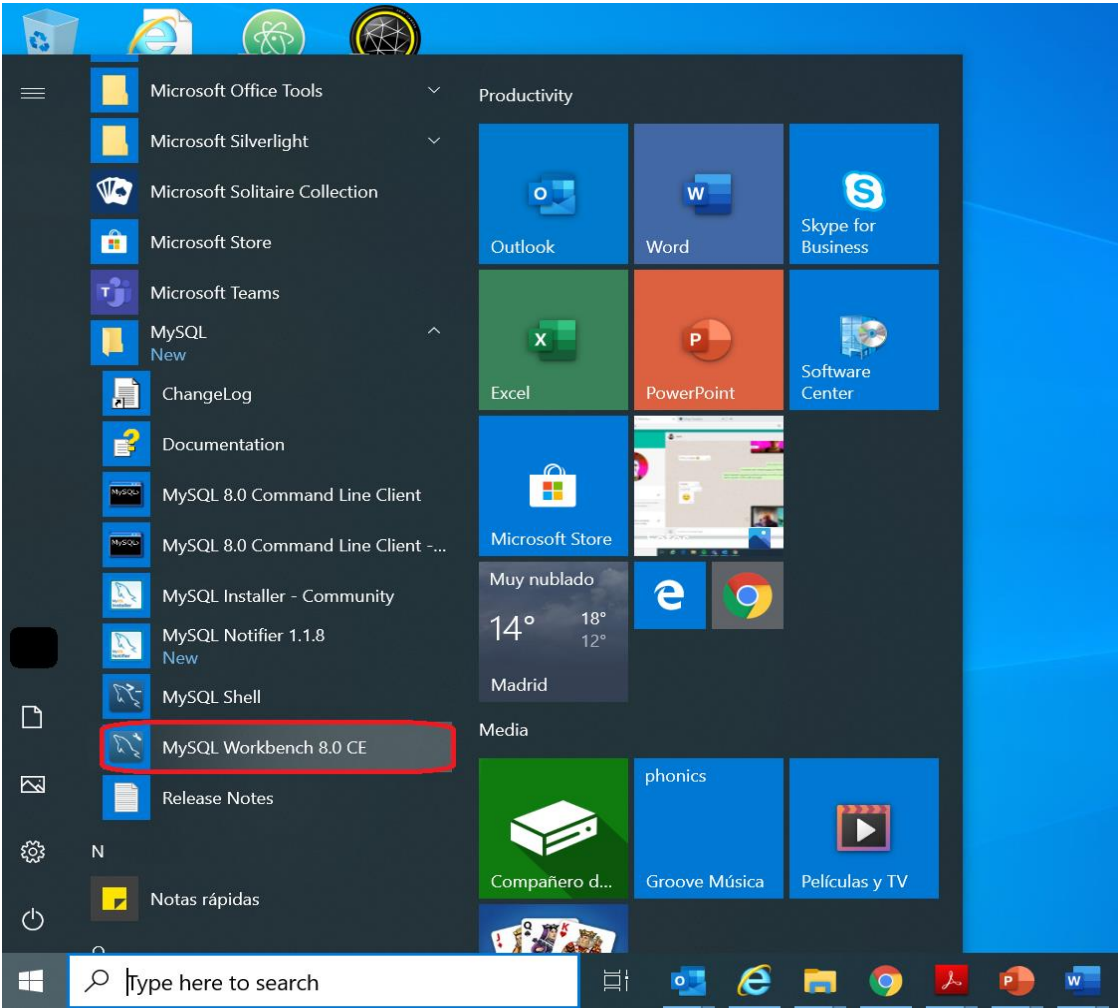 Microsoft Office Tools
Microsoft Silverlight
Microsoft Solitaire Collection
Microsoft Store
Microsoft Teams
MySQL
New
ChangeLog
Documentation
MySQL 8.0 Command Line Client
MySQL 8.0 Command Line Client -...
MySQL Installer - Community
MySQL Notifier 1.1.8
New
MySQL Shell
MySQL Workbench 8.0 CE
Release Notes
N
Notas rápidas
Productivity
Outlook
Word
Skype for
Business
Excel
PowerPoint
Software
Center
Microsoft Store
Muy nublado
14° 18°
12°
Madrid
Media
Compañero d...
phonics
Groove Música
Películas y TV
Type here to search